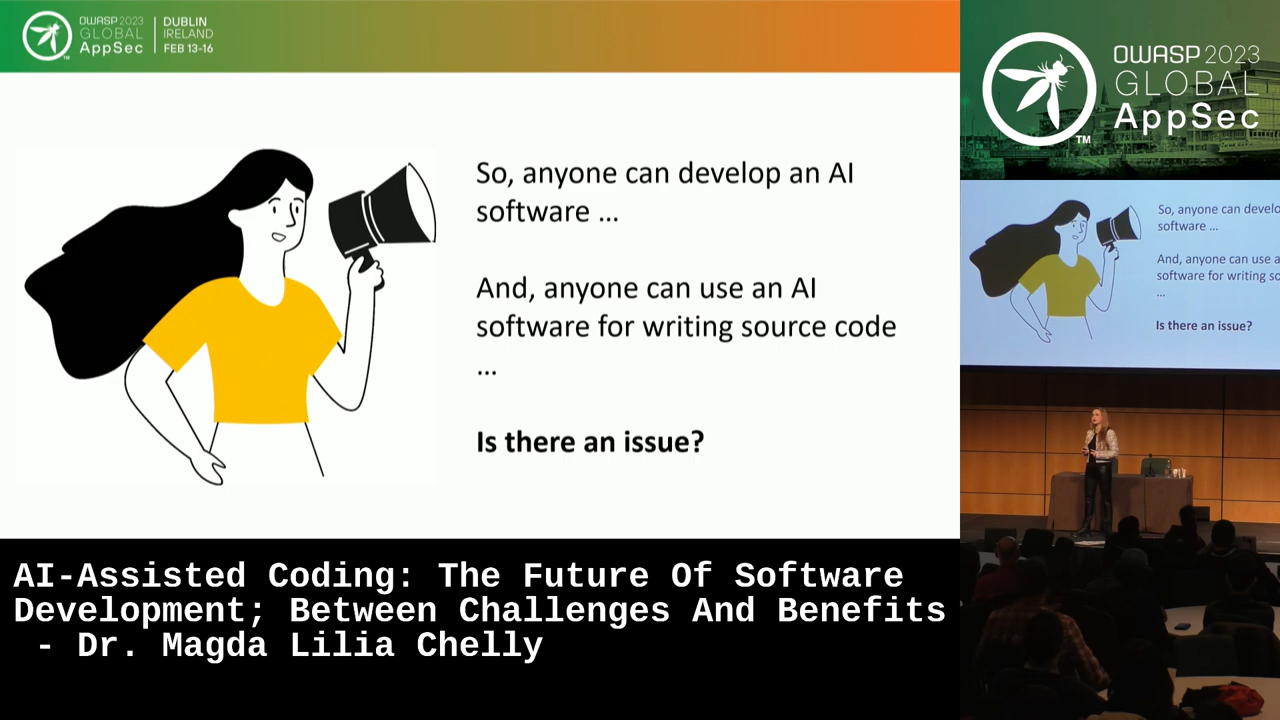 OWASP 2023
GLOBAL
AppSec
DUBLIN
IRELAND
FEB 13-16
TM
So, anyone can develop an AI
software ...
And, anyone can use an AI
software for writing source code
...
Is there an issue?
AI-Assisted Coding: The Future Of Software
Development; Between Challenges And Benefits
- Dr. Magda Lilia Chelly
OWASP 2023
GLOBAL
AppSec
TM
So, anyone can develo
software ...
And, anyone can use a
software for writing so
...
Is there an issue?